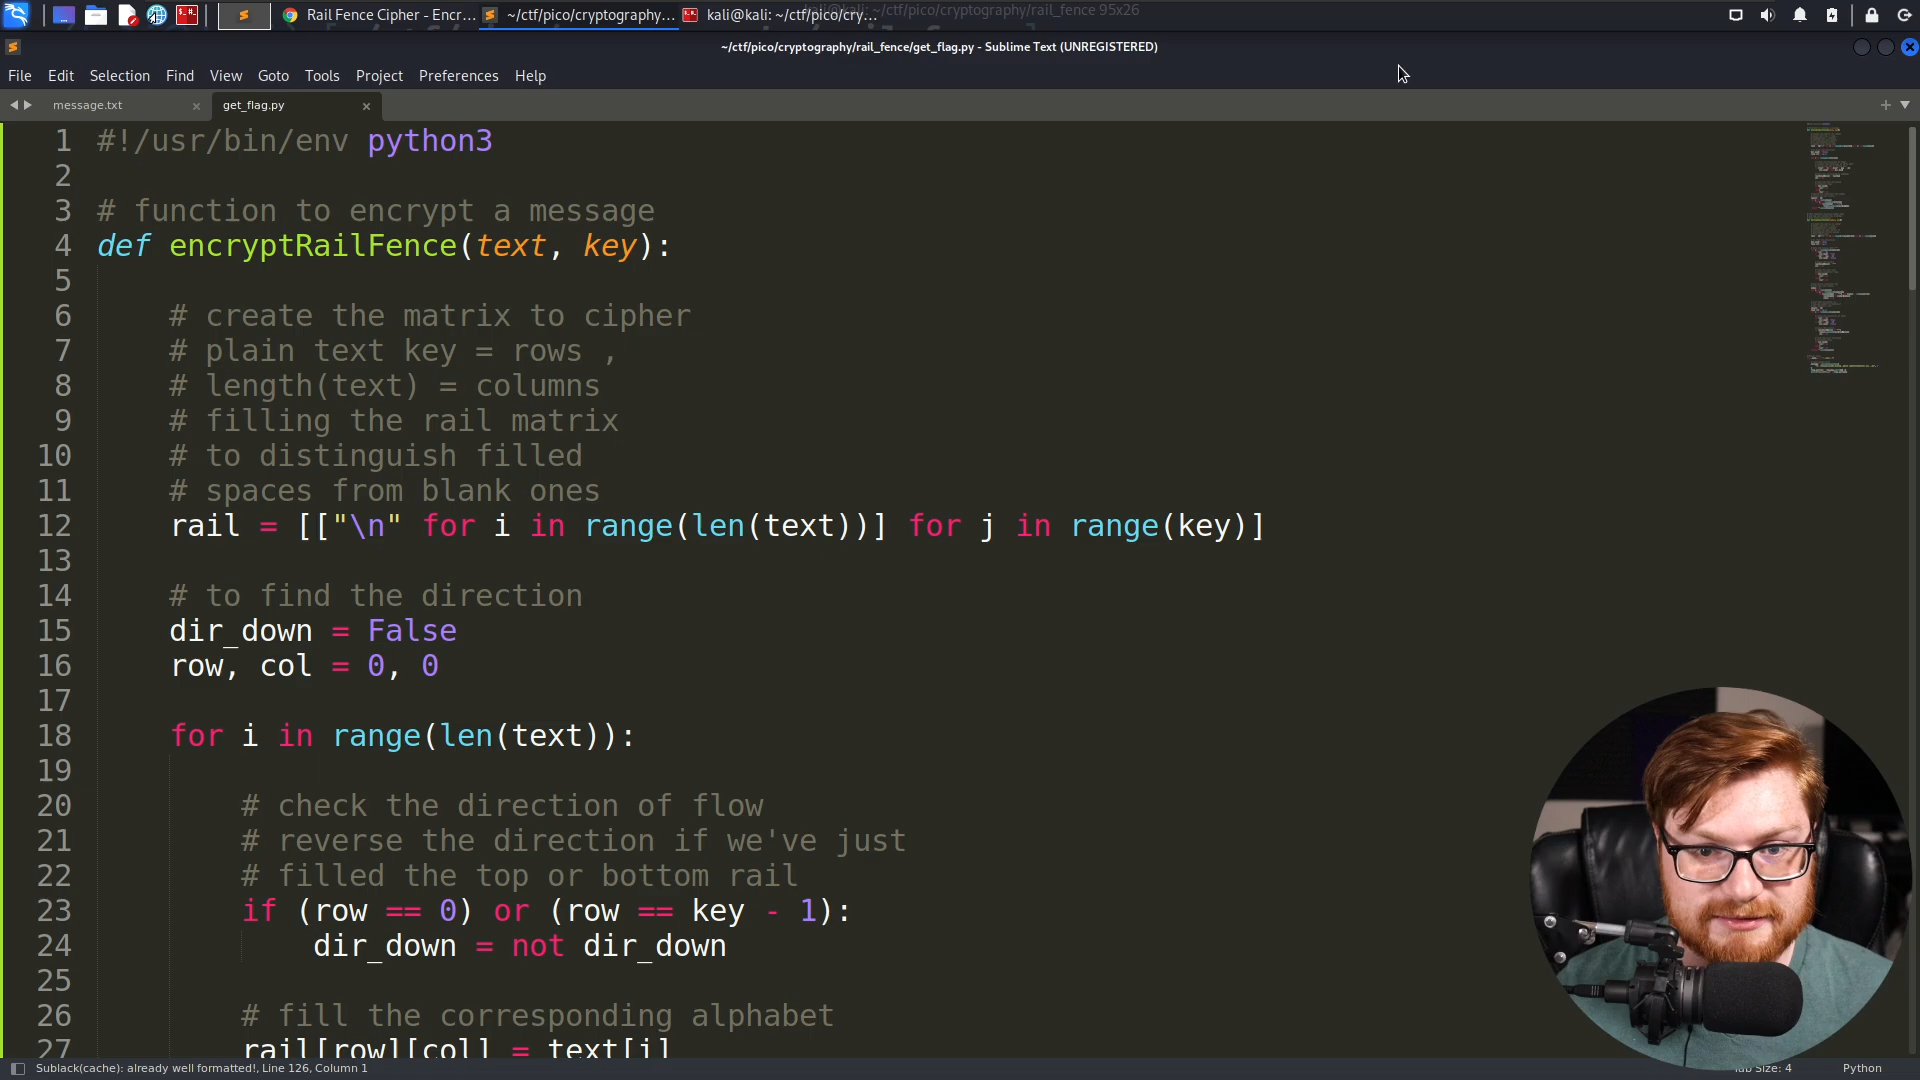 kali@kali: ~/ctf/pico/cryptography/rail_fence 95x26
Rail Fence Cipher - Encr...
~/ctf/pico/cryptography...
kali@kali: ~/ctf/pico/cry...
~/ctf/pico/cryptography/rail_fence/get_flag.py - Sublime Text (UNREGISTERED)
File Edit Selection Find View Goto Tools Project Preferences Help
message.txt
get_flag.py
1 #!/usr/bin/env python3
2
3 # function to encrypt a message
4 def encryptRailFence(text, key):
5
6 # create the matrix to cipher
7 # plain text key = rows ,
8 # length(text) = columns
9 # filling the rail matrix
10 # to distinguish filled
11 # spaces from blank ones
12 rail = [["\n" for i in range(len(text))] for j in range(key)]
13
14 # to find the direction
15 dir_down = False
16 row, col = 0, 0
17
18 for i in range(len(text)):
19
20 # check the direction of flow
21 # reverse the direction if we've just
22 # filled the top or bottom rail
23 if (row == 0) or (row == key - 1):
24 dir_down = not dir_down
25
26 # fill the corresponding alphabet
27 rail[row][col] = text[i]
Sublack(cache): already well formatted!, Line 126, Column 1
Tab Size: 4
Python